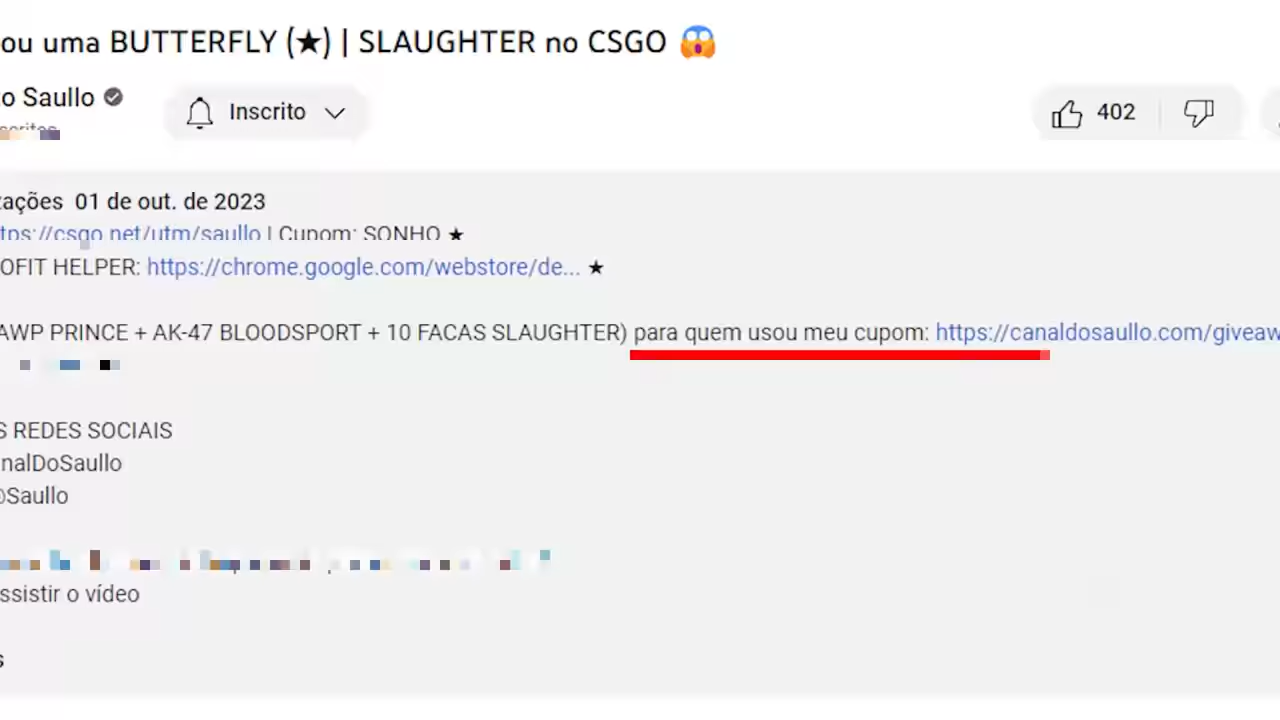 ou uma BUTTERFLY (★) | SLAUGHTER no CSGO 😱
o Saullo
Inscrito
402
zações 01 de out. de 2023
tps://csgo.net/utm/saullo | Cupom: SONHO ★
OFIT HELPER: https://chrome.google.com/webstore/de... ★
AWP PRINCE + AK-47 BLOODSPORT + 10 FACAS SLAUGHTER) para quem usou meu cupom: https://canaldosaullo.com/giveaw
S REDES SOCIAIS
nalDoSaullo
@Saullo
ssistir o vídeo
s